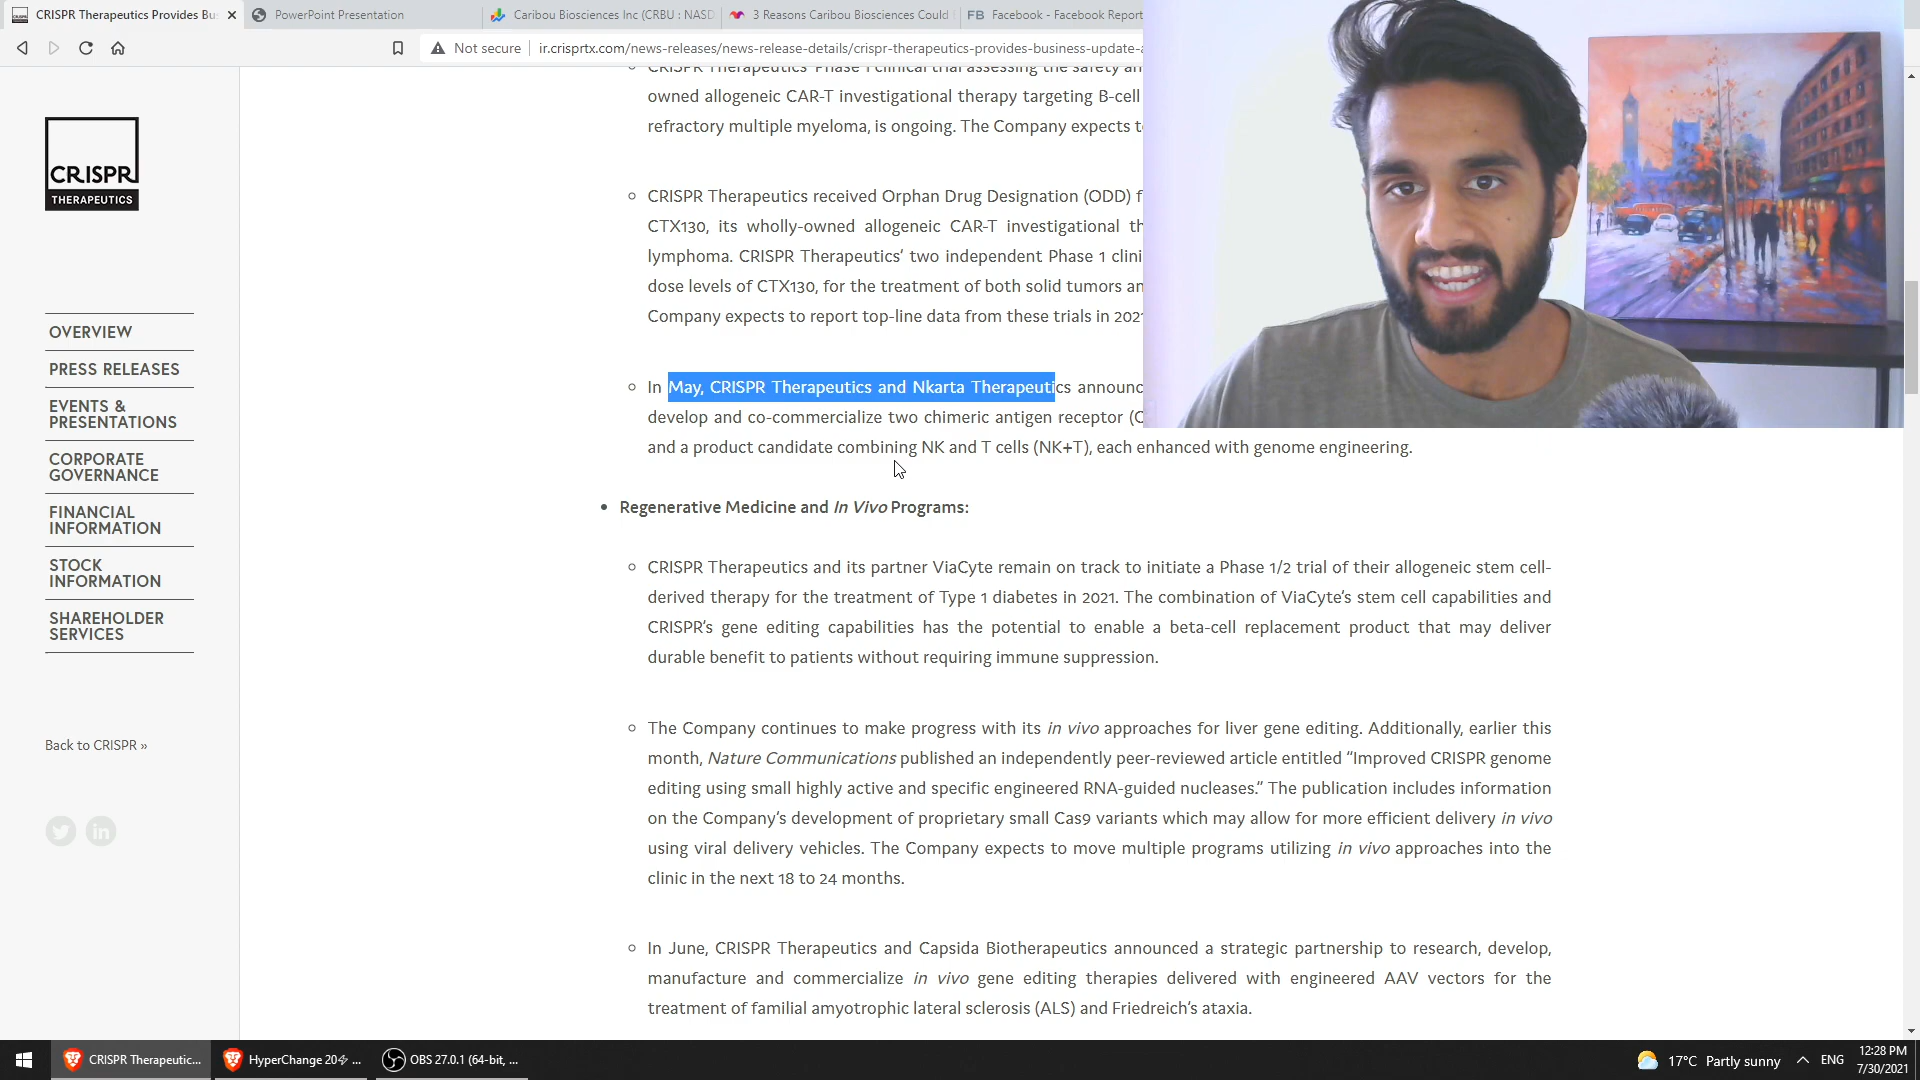 CRISPR Therapeutics Provides Bu
PowerPoint Presentation
Caribou Biosciences Inc (CRBU : NASD
3 Reasons Caribou Biosciences Could
FB Facebook - Facebook Report
Not secure
ir.crisprtx.com/news-releases/news-release-details/crispr-therapeutics-provides-business-update-a
CRISPR
THERAPEUTICS
OVERVIEW
PRESS RELEASES
EVENTS &
PRESENTATIONS
CORPORATE
GOVERNANCE
FINANCIAL
INFORMATION
STOCK
INFORMATION
SHAREHOLDER
SERVICES
Back to CRISPR »
CRISPR Therapeutics' Phase 1 clinical trial assessing the safety an
owned allogeneic CAR-T investigational therapy targeting B-cell
refractory multiple myeloma, is ongoing. The Company expects t
CRISPR Therapeutics received Orphan Drug Designation (ODD) f
CTX130, its wholly-owned allogeneic CAR-T investigational th
lymphoma. CRISPR Therapeutics' two independent Phase 1 clini
dose levels of CTX130, for the treatment of both solid tumors an
Company expects to report top-line data from these trials in 2021
In May, CRISPR Therapeutics and Nkarta Therapeutics announc
develop and co-commercialize two chimeric antigen receptor (C
and a product candidate combining NK and T cells (NK+T), each enhanced with genome engineering.
Regenerative Medicine and In Vivo Programs:
CRISPR Therapeutics and its partner ViaCyte remain on track to initiate a Phase 1/2 trial of their allogeneic stem cell-
derived therapy for the treatment of Type 1 diabetes in 2021. The combination of ViaCyte's stem cell capabilities and
CRISPR's gene editing capabilities has the potential to enable a beta-cell replacement product that may deliver
durable benefit to patients without requiring immune suppression.
The Company continues to make progress with its in vivo approaches for liver gene editing. Additionally, earlier this
month, Nature Communications published an independently peer-reviewed article entitled “Improved CRISPR genome
editing using small highly active and specific engineered RNA-guided nucleases.” The publication includes information
on the Company's development of proprietary small Cas9 variants which may allow for more efficient delivery in vivo
using viral delivery vehicles. The Company expects to move multiple programs utilizing in vivo approaches into the
clinic in the next 18 to 24 months.
In June, CRISPR Therapeutics and Capsida Biotherapeutics announced a strategic partnership to research, develop,
manufacture and commercialize in vivo gene editing therapies delivered with engineered AAV vectors for the
treatment of familial amyotrophic lateral sclerosis (ALS) and Friedreich's ataxia.
CRISPR Therapeutic...
HyperChange 20⚡ ...
OBS 27.0.1 (64-bit, ...
17°C Partly sunny
ENG
12:28 PM
7/30/2021